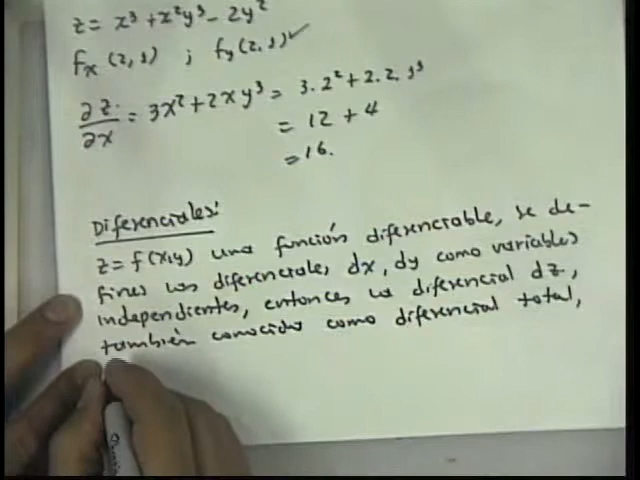 z = x³ + x²y³ - 2y²
fx (2,1) ; fy (2,1) ✓
∂z/∂x = 3x² + 2xy³ = 3.2² + 2.2.1³
= 12 + 4
= 16.
Diferenciales:
z = f(x,y) una función diferenciable, se de-
finen los diferenciales dx, dy como variables
independientes, entonces la diferencial dz,
también conocida como diferencial total,